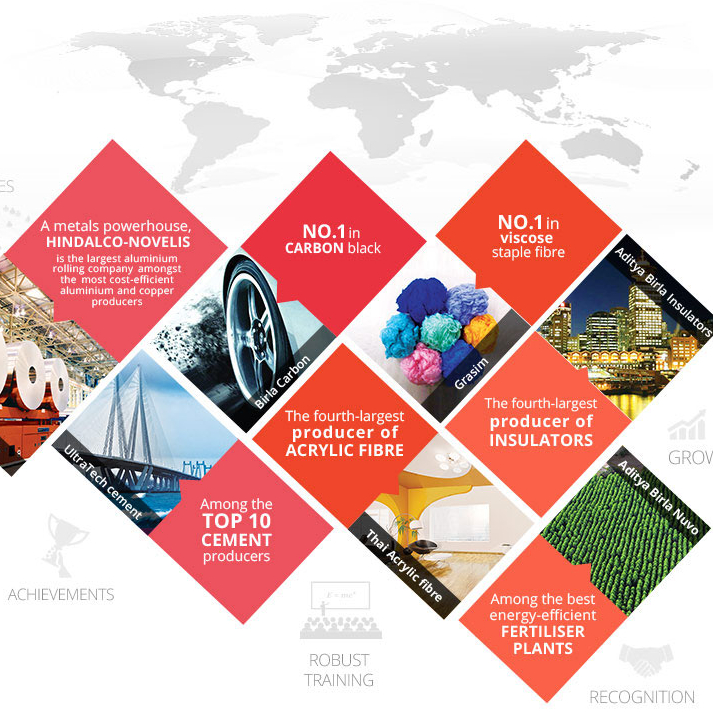 ES
A metals powerhouse,
HINDALCO-NOVELIS
is the largest aluminium
rolling company amongst
the most cost-efficient
aluminium and copper
producers
NO.1 in
CARBON black
NO.1 in
viscose
staple fibre
Aditya Birla Insulators
Birla Carbon
Grasim
The fourth-largest
producer of
ACRYLIC FIBRE
The fourth-largest
producer of
INSULATORS
GROW
UltraTech cement
Among the
TOP 10
CEMENT
producers
Thai Acrylic fibre
Aditya Birla Nuvo
ACHIEVEMENTS
E = mc²
Among the best
energy-efficient
FERTILISER
PLANTS
ROBUST
TRAINING
RECOGNITION